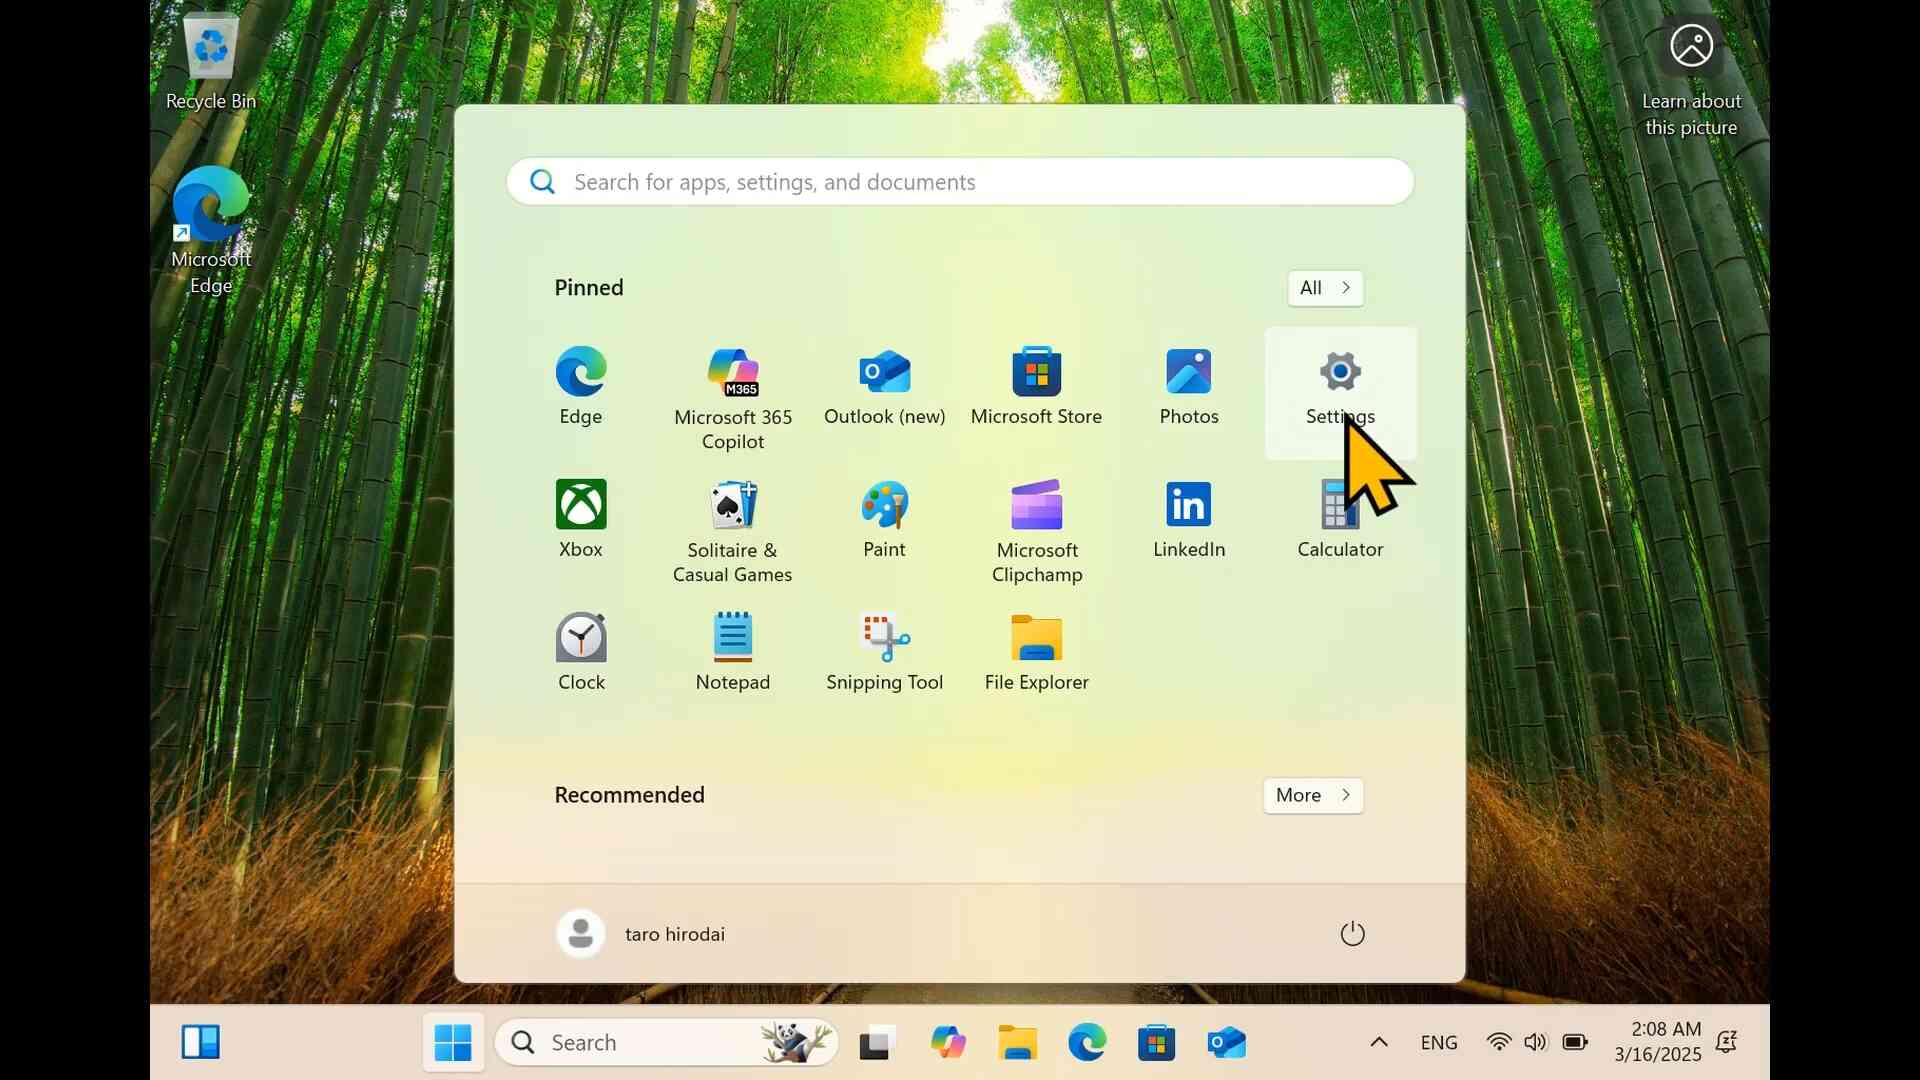 Recycle Bin
Learn about
this picture
Microsoft
Edge
Search for apps, settings, and documents
Pinned
All
Edge
M365
Microsoft 365
Copilot
Outlook (new)
Microsoft Store
Photos
Settings
Xbox
Solitaire &
Casual Games
Paint
Microsoft
Clipchamp
in
LinkedIn
Calculator
Clock
Notepad
Snipping Tool
File Explorer
Recommended
More
taro hirodai
Search
ENG
2:08 AM
3/16/2025